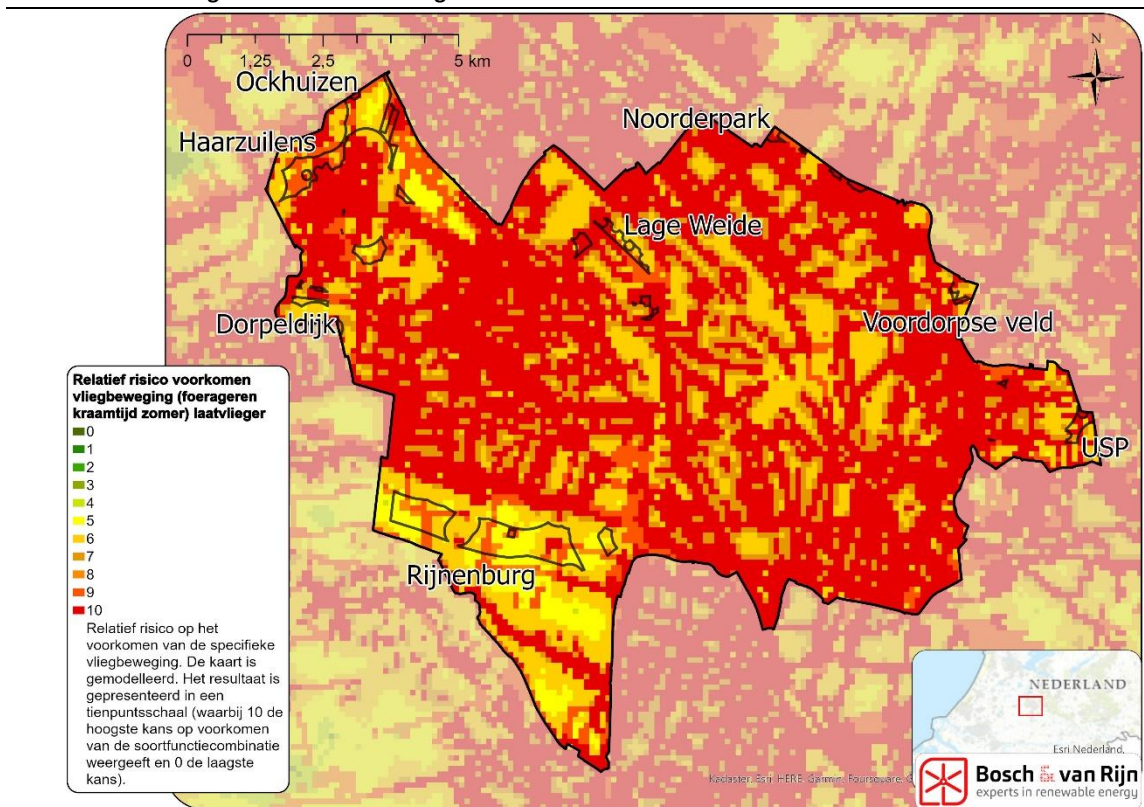 N
0 1,25 2,5 5 km
Ockhuizen
Haarzuilens
Noorderpark
Lage Weide
Dorpeldijk
Voordorpse veld
USP
Rijnenburg
Relatief risico voorkomen
vliegbeweging (foerageren
kraamtijd zomer) laatvlieger
0
1
2
3
4
5
6
7
8
9
10
Relatief risico op het
voorkomen van de specifieke
vliegbeweging. De kaart is
gemodelleerd. Het resultaat is
gepresenteerd in een
tienpuntsschaal (waarbij 10 de
hoogste kans op voorkomen
van de soortfunctiecombinatie
weergeeft en 0 de laagste
kans).
NEDERLAND
Esri Nederland,
Kadaster, Esri, HERE, Garmin, Foursquare,
Bosch & van Rijn
experts in renewable energy